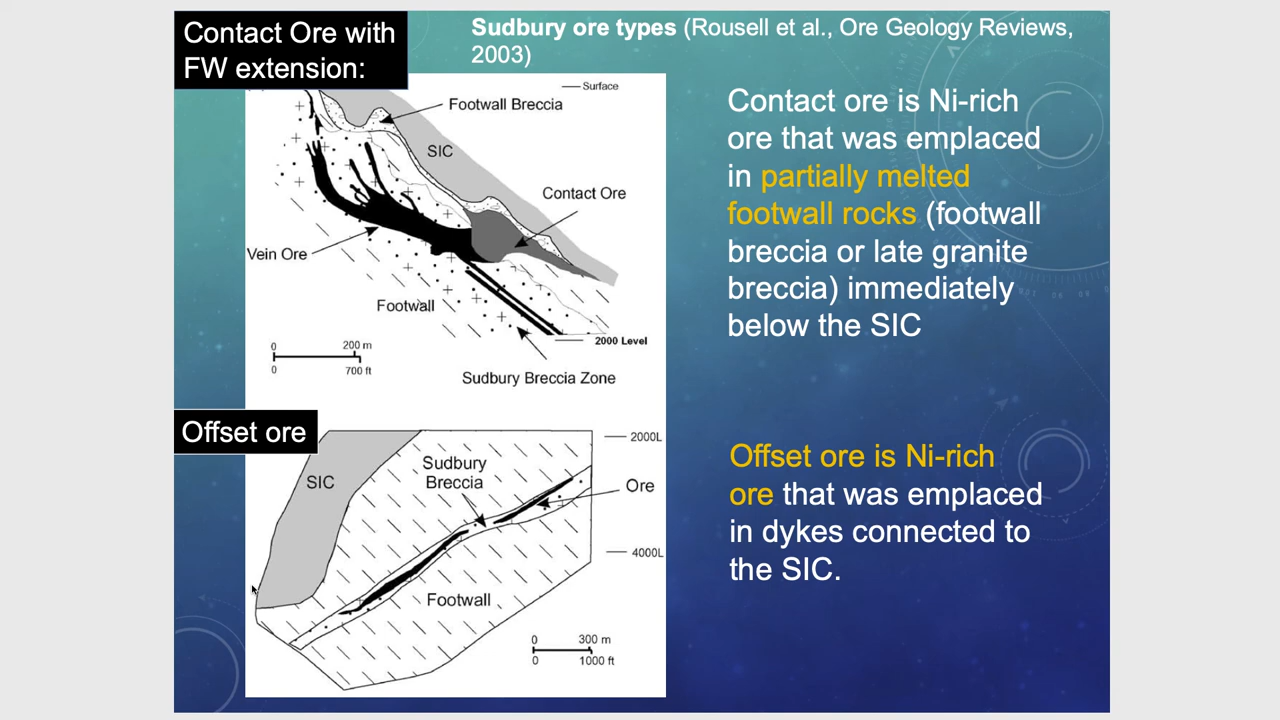 Contact Ore with
FW extension:
Sudbury ore types (Rousell et al., Ore Geology Reviews,
2003)
Surface
Footwall Breccia
SIC
Contact Ore
Vein Ore
Footwall
0 200 m
0 700 ft
2000 Level
Sudbury Breccia Zone
Contact ore is Ni-rich
ore that was emplaced
in partially melted
footwall rocks (footwall
breccia or late granite
breccia) immediately
below the SIC
Offset ore
2000L
SIC
Sudbury
Breccia
Ore
4000L
Footwall
0 300 m
0 1000 ft
Offset ore is Ni-rich
ore that was emplaced
in dykes connected to
the SIC.